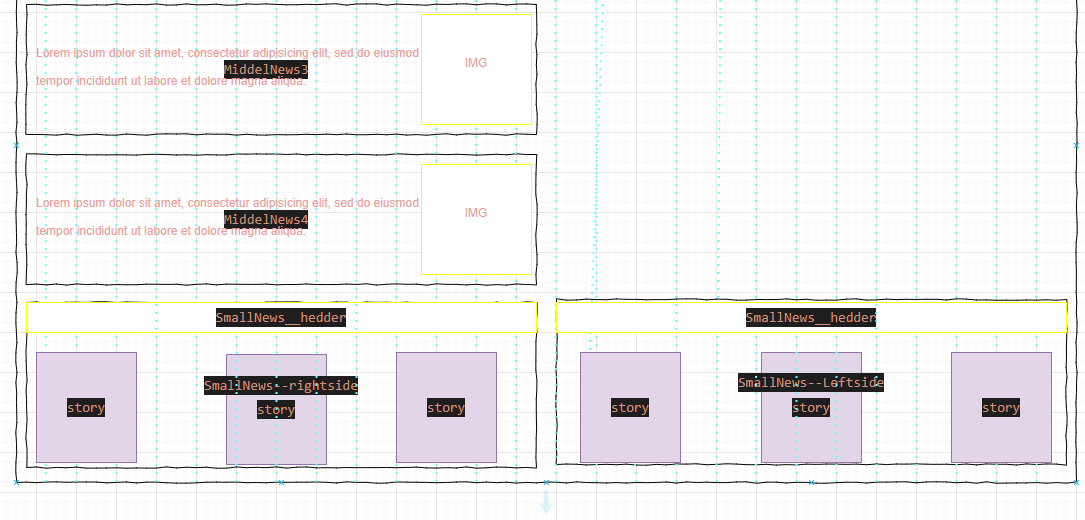 Lorem ipsum dolor sit amet, consectetur adipisicing elit, sed do eiusmod
tempor incididunt ut labore et dolore magna aliqua.
MiddelNews3
IMG
Lorem ipsum dolor sit amet, consectetur adipisicing elit, sed do eiusmod
tempor incididunt ut labore et dolore magna aliqua.
MiddelNews4
IMG
SmallNews__hedder
SmallNews--rightside
story
story
story
SmallNews__hedder
SmallNews--Leftside
story
story
story